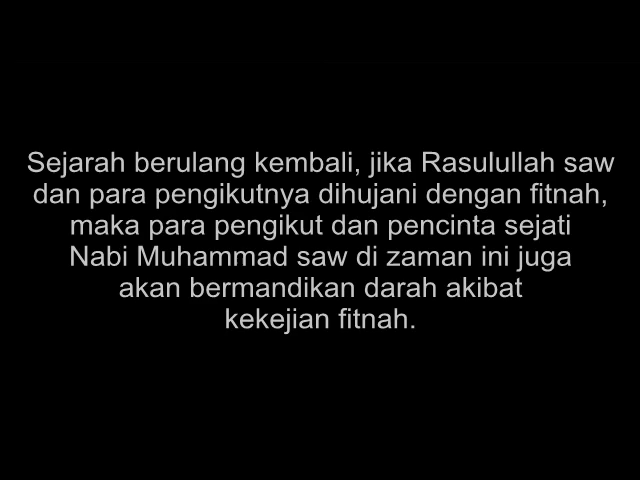 Sejarah berulang kembali, jika Rasulullah saw
dan para pengikutnya dihujani dengan fitnah,
maka para pengikut dan pencinta sejati
Nabi Muhammad saw di zaman ini juga
akan bermandikan darah akibat
kekejian fitnah.